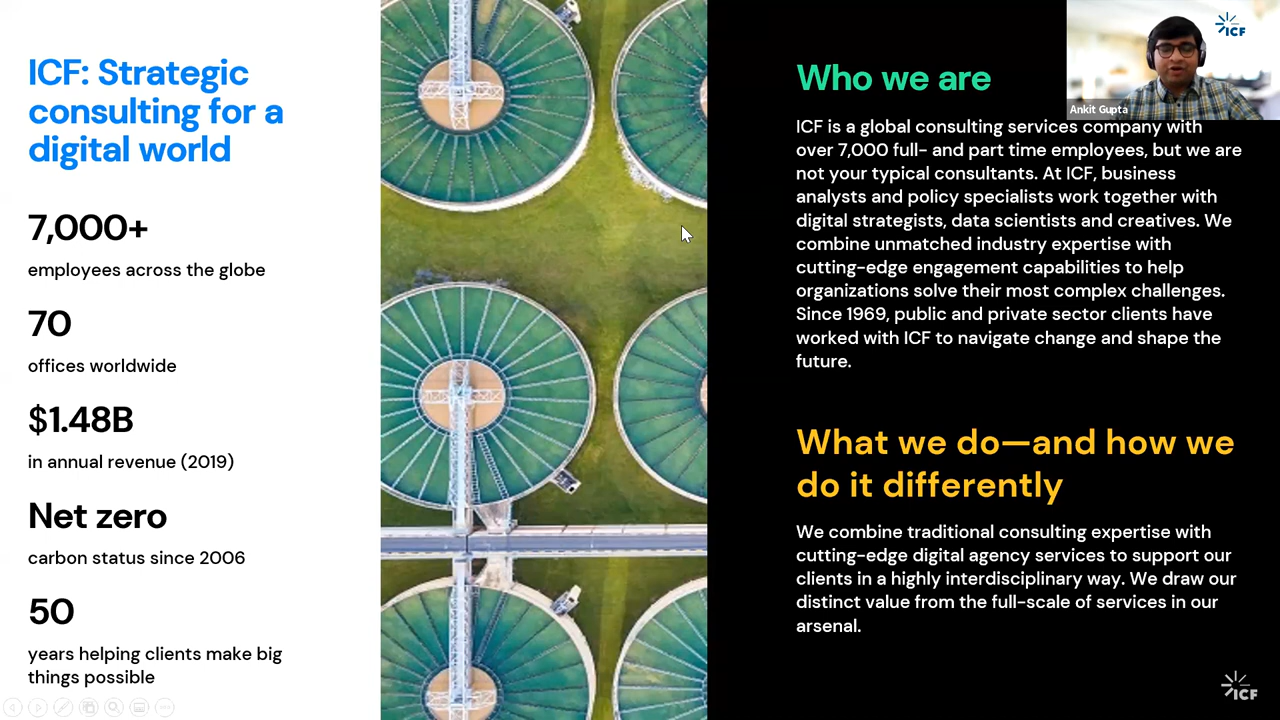 ICF: Strategic
consulting for a
digital world
7,000+
employees across the globe
70
offices worldwide
$1.48B
in annual revenue (2019)
Net zero
carbon status since 2006
50
years helping clients make big
things possible
Who we are
ICF is a global consulting services company with
over 7,000 full- and part time employees, but we are
not your typical consultants. At ICF, business
analysts and policy specialists work together with
digital strategists, data scientists and creatives. We
combine unmatched industry expertise with
cutting-edge engagement capabilities to help
organizations solve their most complex challenges.
Since 1969, public and private sector clients have
worked with ICF to navigate change and shape the
future.
What we do—and how we
do it differently
We combine traditional consulting expertise with
cutting-edge digital agency services to support our
clients in a highly interdisciplinary way. We draw our
distinct value from the full-scale of services in our
arsenal.
ICF
Ankit Gupta
ICF